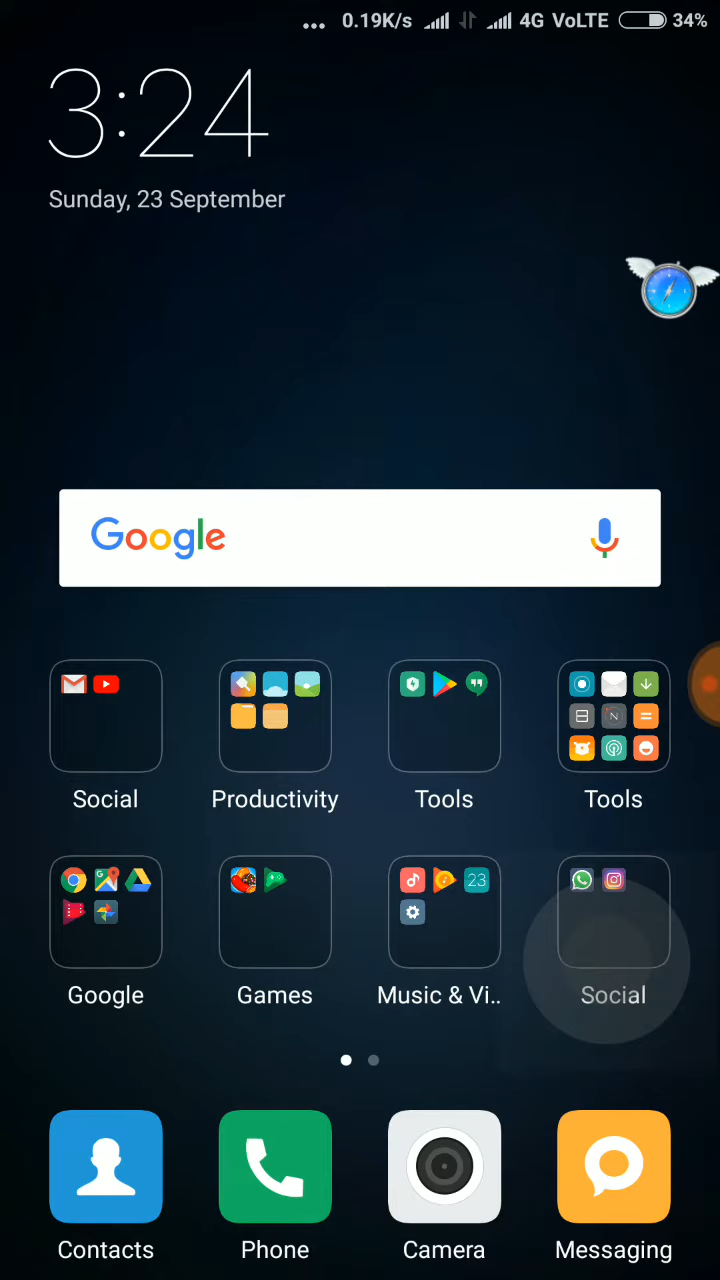 ... 0.19K/s 4G VoLTE 34%
3:24
Sunday, 23 September
Google
Social Productivity Tools Tools
23
Google Games Music & Vi.. Social
Contacts Phone Camera Messaging